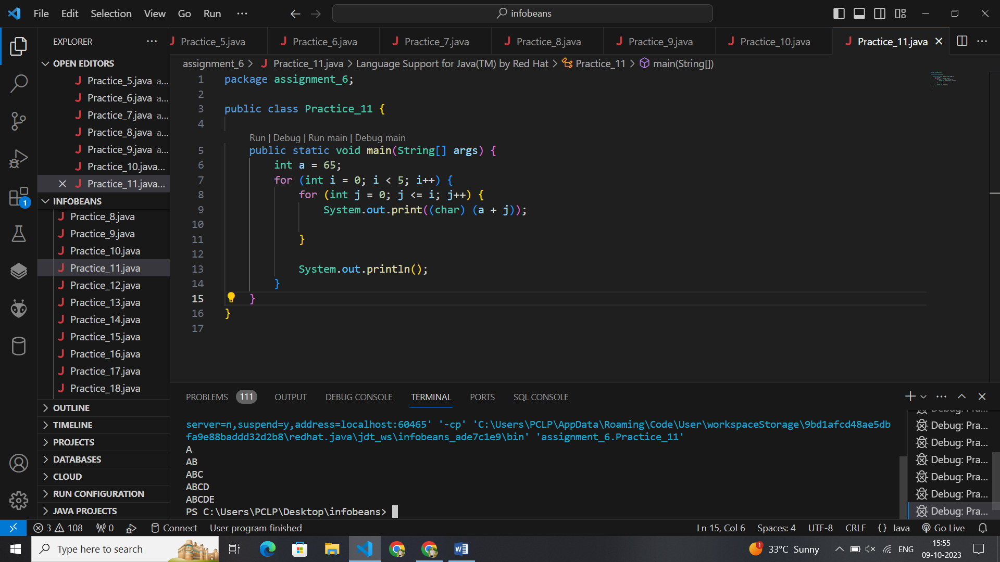 File Edit Selection View Go Run ···
infobeans
EXPLORER ···
OPEN EDITORS
Practice_5.java a...
Practice_6.java a...
Practice_7.java a...
Practice_8.java a...
Practice_9.java a...
Practice_10.java...
Practice_11.java...
INFOBEANS
Practice_8.java
Practice_9.java
Practice_10.java
Practice_11.java
Practice_12.java
Practice_13.java
Practice_14.java
Practice_15.java
Practice_16.java
Practice_17.java
Practice_18.java
OUTLINE
TIMELINE
PROJECTS
DATABASES
CLOUD
RUN CONFIGURATION
JAVA PROJECTS
1
Practice_5.java Practice_6.java Practice_7.java Practice_8.java Practice_9.java Practice_10.java Practice_11.java
assignment_6 > Practice_11.java > Language Support for Java(TM) by Red Hat > Practice_11 > main(String[])
1 package assignment_6;
2
3 public class Practice_11 {
4
Run | Debug | Run main | Debug main
5 public static void main(String[] args) {
6 int a = 65;
7 for (int i = 0; i < 5; i++) {
8 for (int j = 0; j <= i; j++) {
9 System.out.print((char) (a + j));
10
11 }
12
13 System.out.println();
14 }
15 }
16 }
17
PROBLEMS 111 OUTPUT DEBUG CONSOLE TERMINAL PORTS SQL CONSOLE
server=n,suspend=y,address=localhost:60465' '-cp' 'C:\Users\PCLP\AppData\Roaming\Code\User\workspaceStorage\9bd1afcd48ae5db
fa9e88baddd32d2b8\redhat.java\jdt_ws\infobeans_ade7c1e9\bin' 'assignment_6.Practice_11'
A
AB
ABC
ABCD
ABCDE
PS C:\Users\PCLP\Desktop\infobeans>
Debug: Pra...
Debug: Pra...
Debug: Pra...
Debug: Pra...
Debug: Pra...
Debug: Pra...
3 108 0 Connect User program finished Ln 15, Col 6 Spaces: 4 UTF-8 CRLF {} Java Go Live
Type here to search
1 33°C Sunny ENG
15:55
09-10-2023